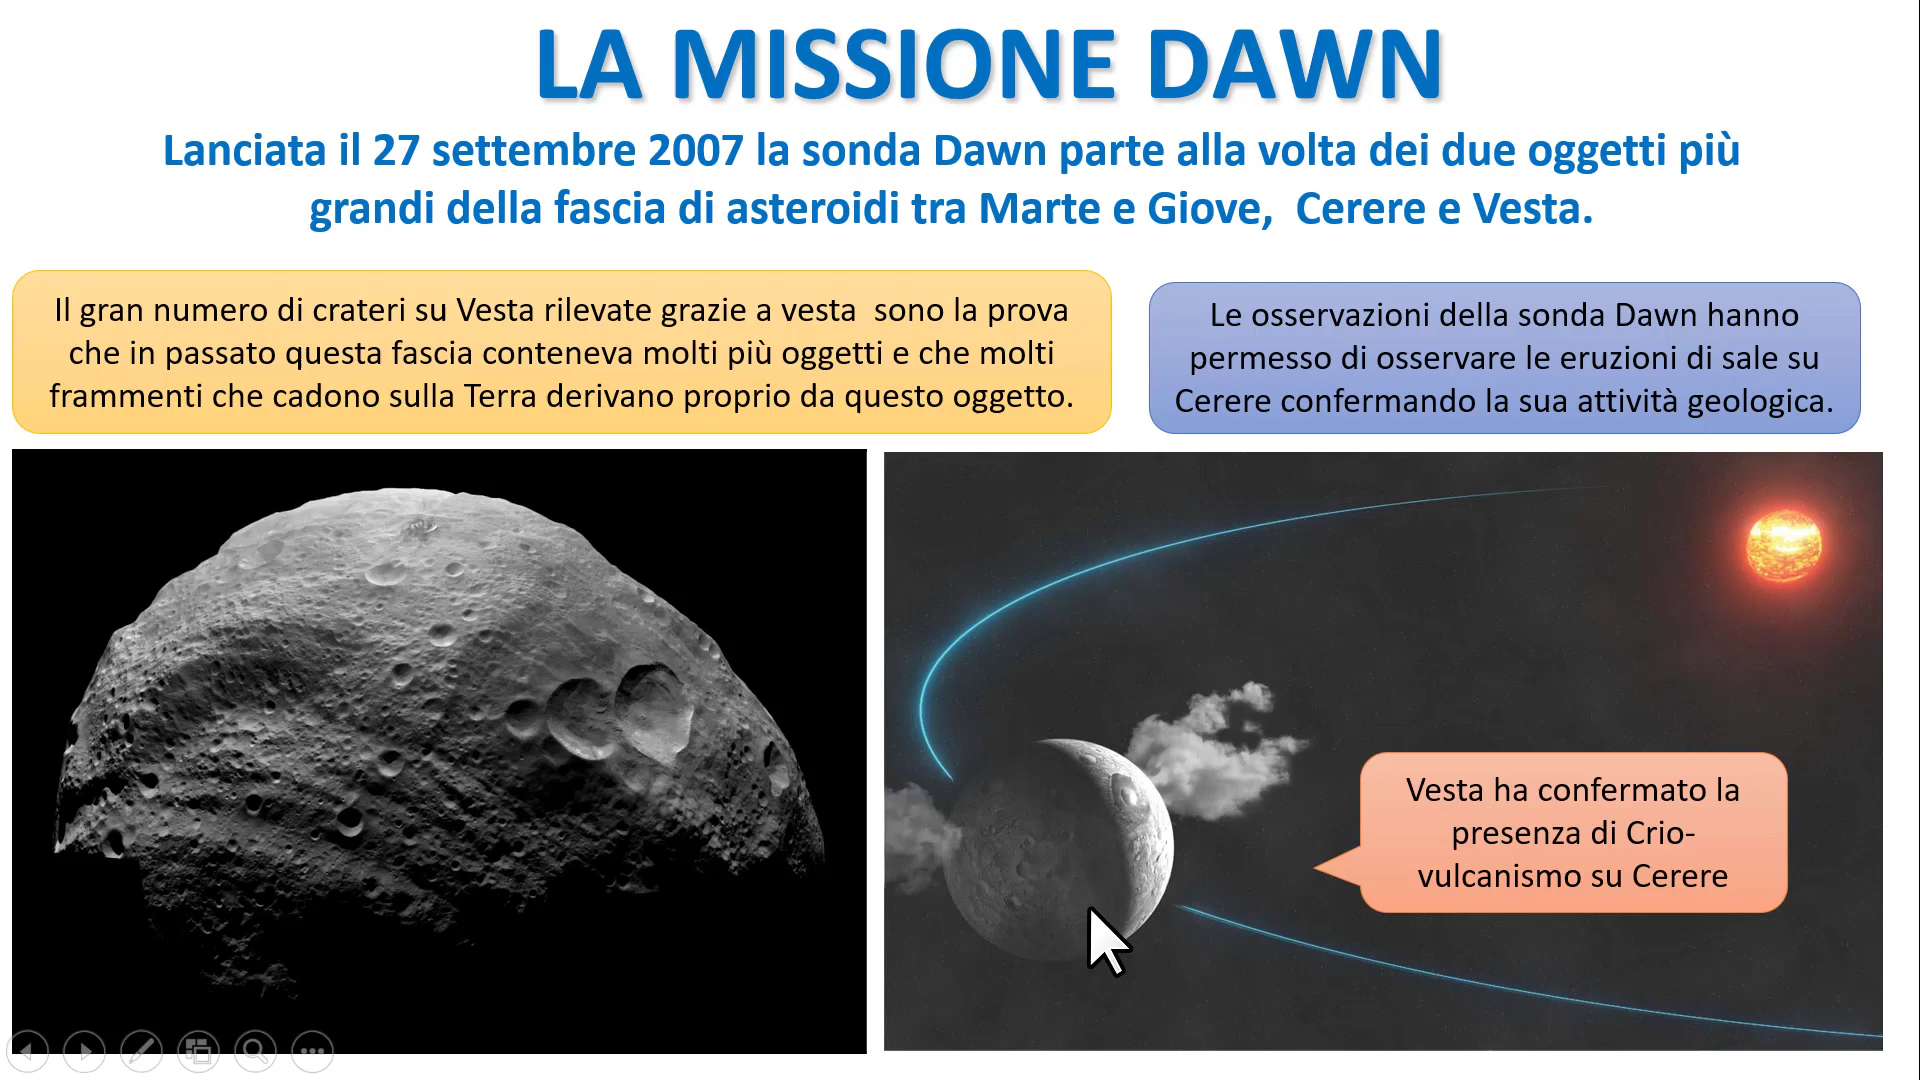 LA MISSIONE DAWN
Lanciata il 27 settembre 2007 la sonda Dawn parte alla volta dei due oggetti più
grandi della fascia di asteroidi tra Marte e Giove,  Cerere e Vesta.
Il gran numero di crateri su Vesta rilevate grazie a vesta  sono la prova
che in passato questa fascia conteneva molti più oggetti e che molti
frammenti che cadono sulla Terra derivano proprio da questo oggetto.
Le osservazioni della sonda Dawn hanno
permesso di osservare le eruzioni di sale su
Cerere confermando la sua attività geologica.
Vesta ha confermato la
presenza di Crio-
vulcanismo su Cerere